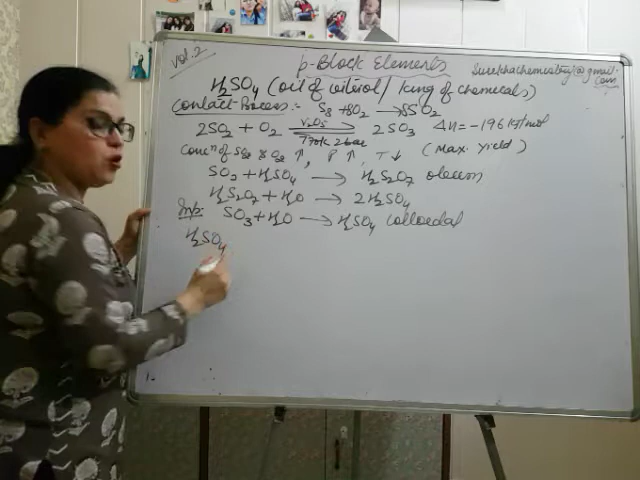 vol.2
p-Block Elements
Surekhachemistry@gmail.com
H₂SO₄ (oil of vitriol / King of chemicals)
Contact Process:- S₈ + 8O₂ → 8SO₂
2SO₂ + O₂ V₂O₅ ⇌ 720K 2bar 2SO₃ ΔH = -196 kJ/mol
Concⁿ of SO₂ & O₂ ↑, P ↑, T ↓ (Max. Yield)
SO₃ + H₂SO₄ → H₂S₂O₇ oleum
H₂S₂O₇ + H₂O → 2H₂SO₄
Imp: SO₃ + H₂O → H₂SO₄ colloidal
H₂SO₄